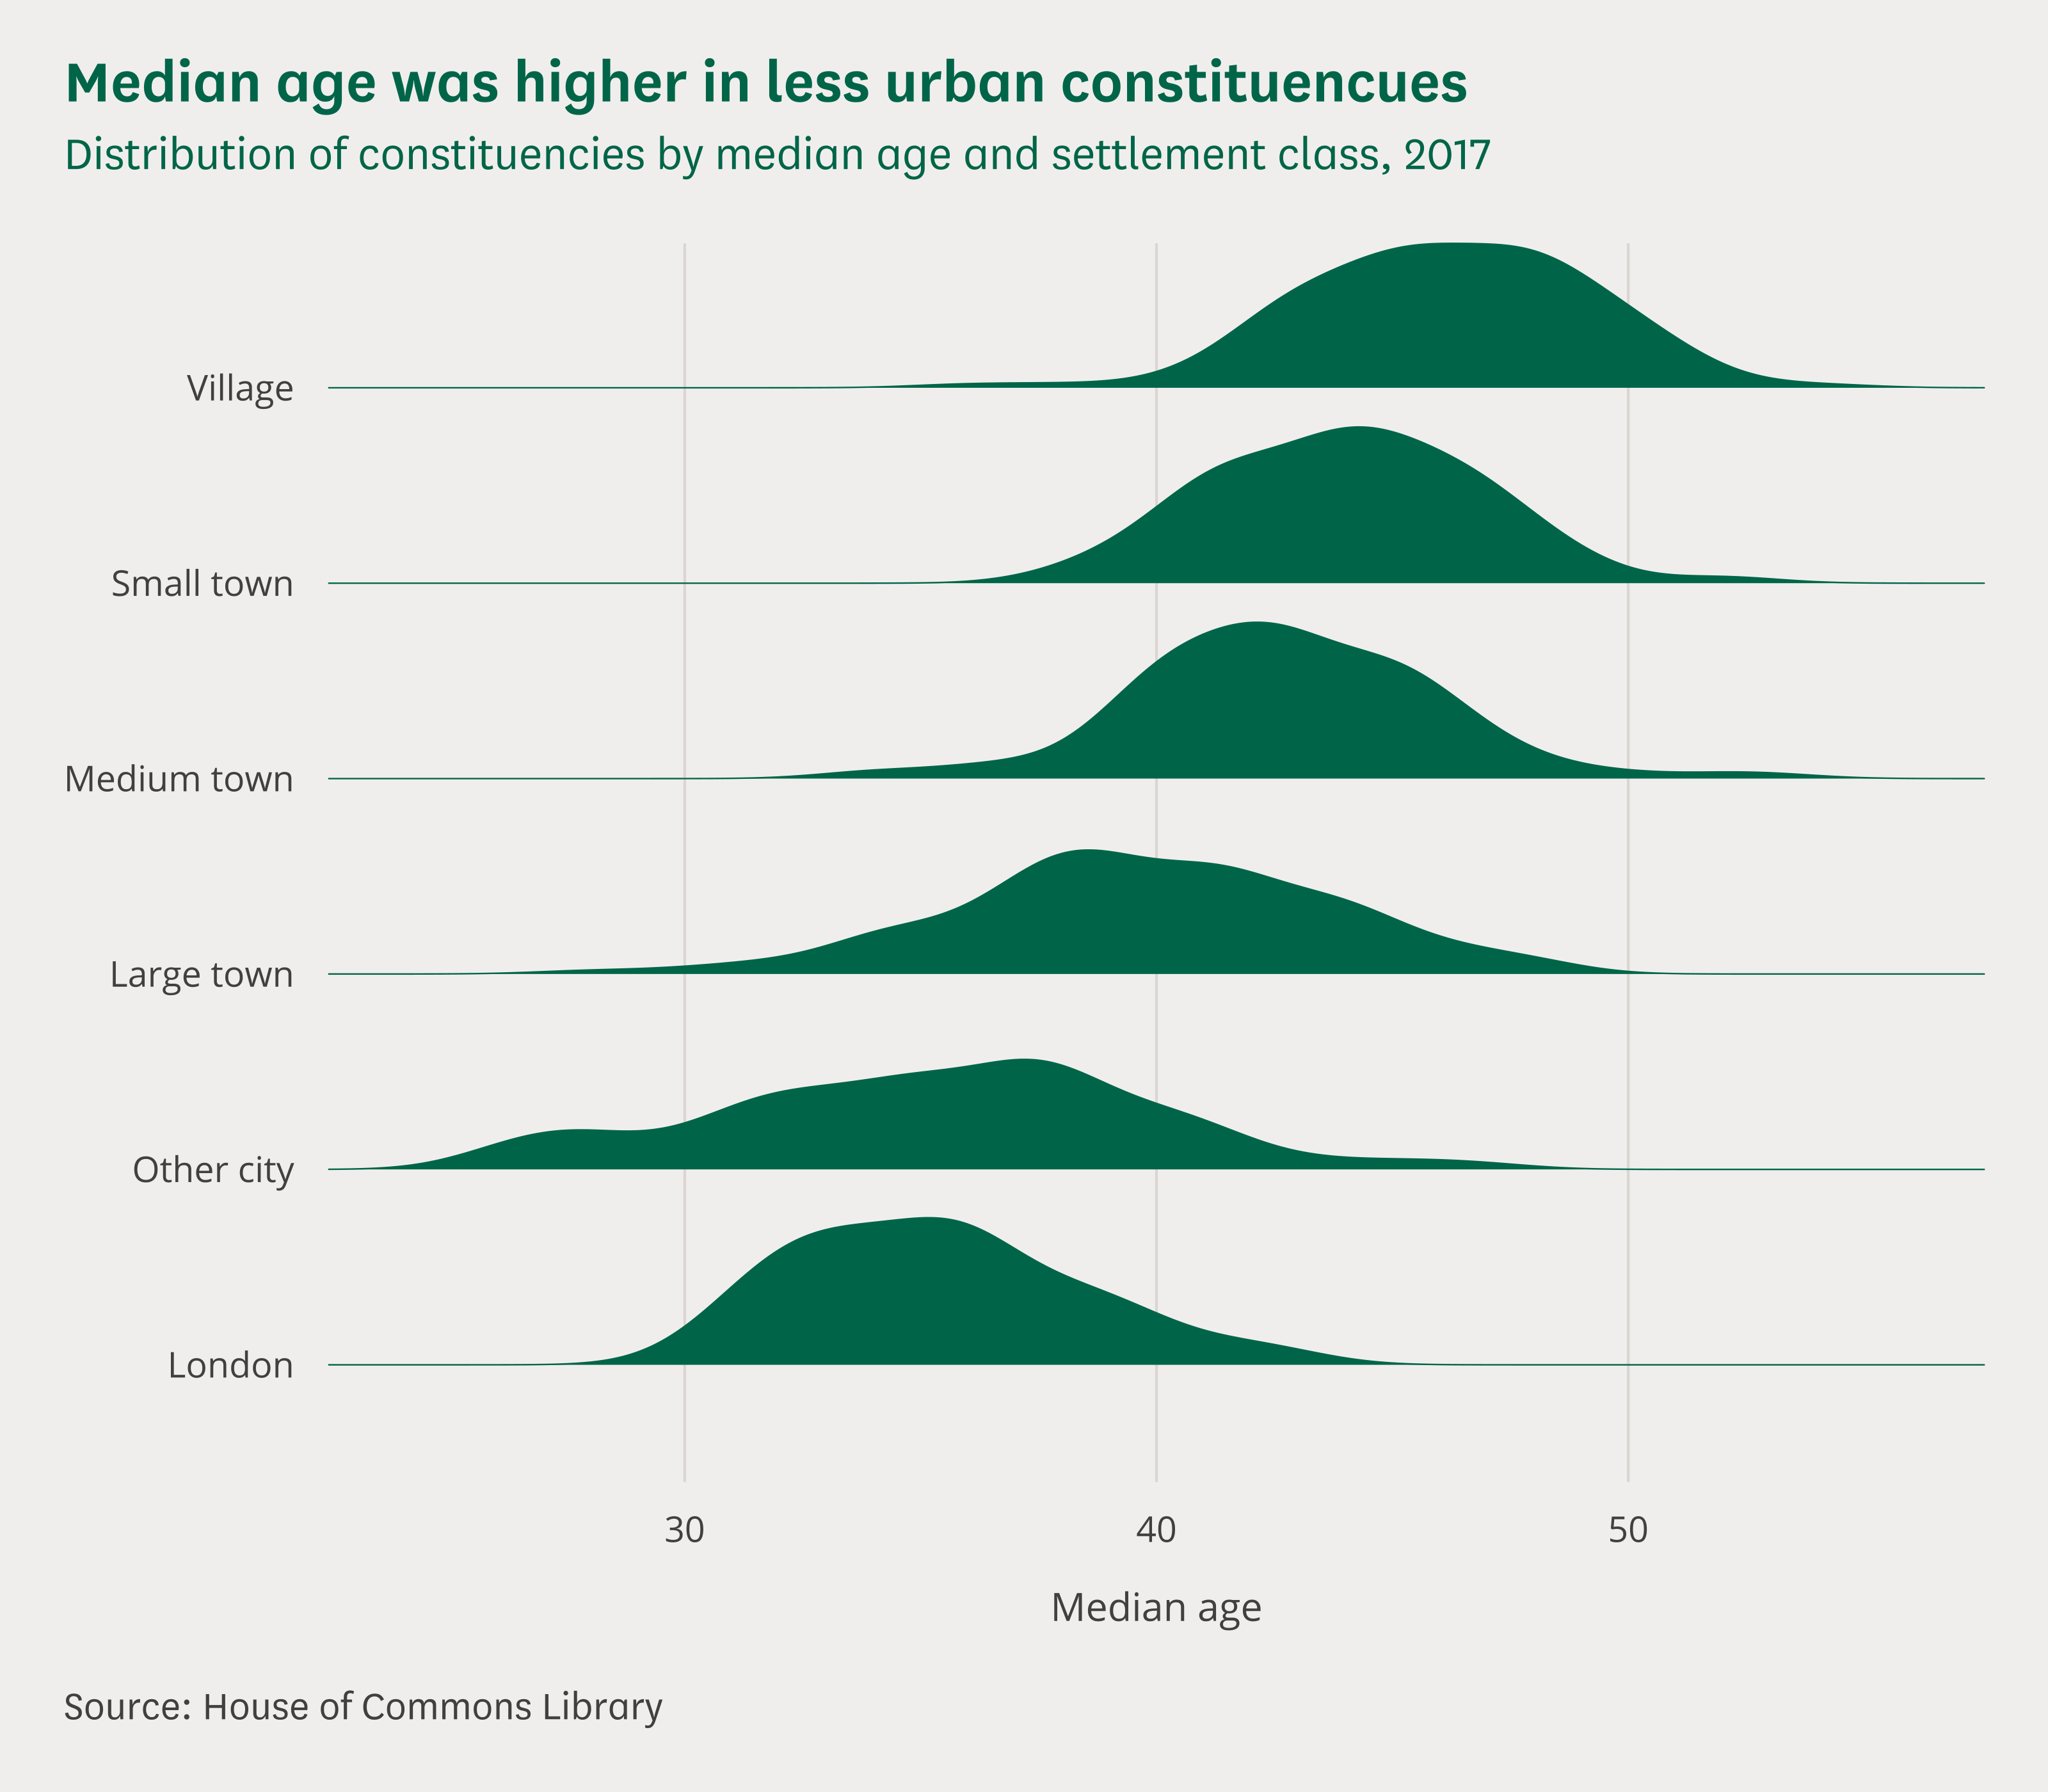 Median age was higher in less urban constituencues
Distribution of constituencies by median age and settlement class, 2017
Village
Small town
Medium town
Large town
Other city
London
30 40 50
Median age
Source: House of Commons Library